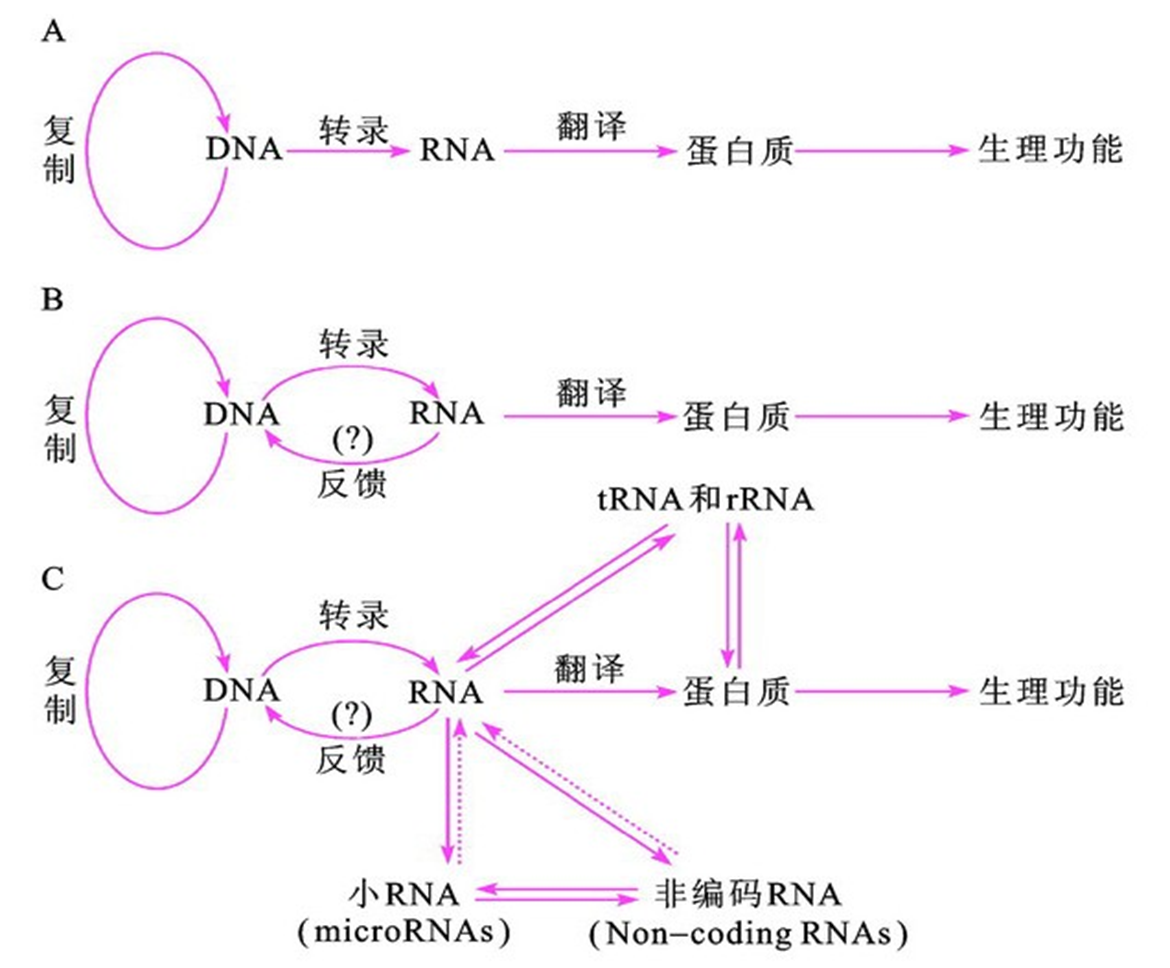 A
复制
DNA
转录
RNA
翻译
蛋白质
生理功能
B
复制
DNA
转录
(?)
反馈
RNA
翻译
蛋白质
生理功能
tRNA和rRNA
C
复制
DNA
转录
(?)
反馈
RNA
翻译
蛋白质
生理功能
小RNA
(microRNAs)
非编码RNA
(Non-coding RNAs)